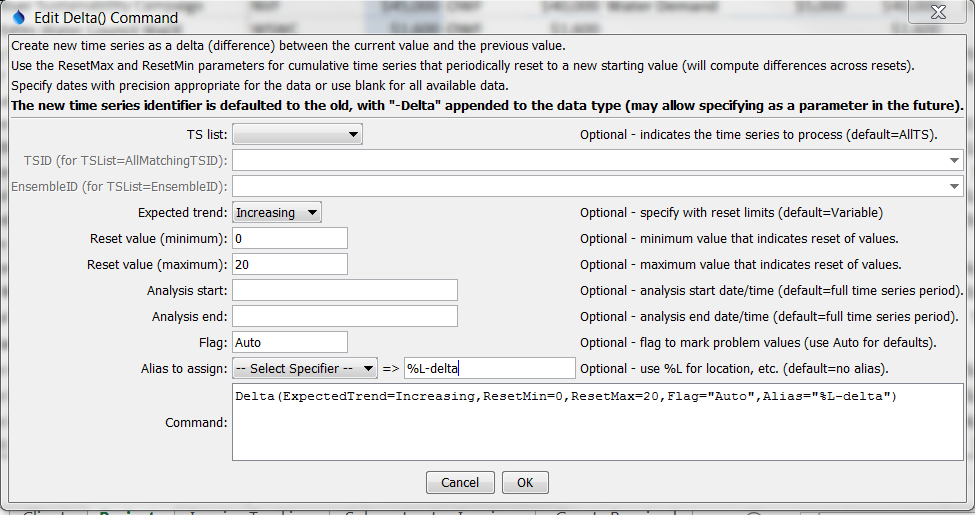 Edit Delta() Command
Create new time series as a delta (difference) between the current value and the previous value.
Use the ResetMax and ResetMin parameters for cumulative time series that periodically reset to a new starting value (will compute differences across resets).
Specify dates with precision appropriate for the data or use blank for all available data.
The new time series identifier is defaulted to the old, with "-Delta" appended to the data type (may allow specifying as a parameter in the future).
TS list: Optional - indicates the time series to process (default=AllTS).
TSID (for TSList=AllMatchingTSID):
EnsembleID (for TSList=EnsembleID):
Expected trend: Increasing Optional - specify with reset limits (default=Variable)
Reset value (minimum): 0 Optional - minimum value that indicates reset of values.
Reset value (maximum): 20 Optional - maximum value that indicates reset of values.
Analysis start: Optional - analysis start date/time (default=full time series period).
Analysis end: Optional - analysis end date/time (default=full time series period).
Flag: Auto Optional - flag to mark problem values (use Auto for defaults).
Alias to assign: -- Select Specifier -- => %L-delta Optional - use %L for location, etc. (default=no alias).
Command: Delta(ExpectedTrend=Increasing,ResetMin=0,ResetMax=20,Flag="Auto",Alias="%L-delta")
Cancel OK